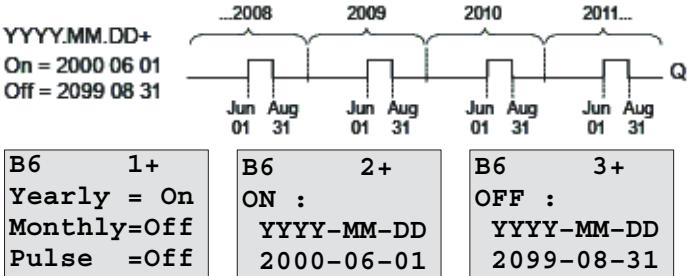 ...2008 2009 2010 2011...
YYYY.MM.DD+
On = 2000 06 01
Off = 2099 08 31
Q
Jun Aug Jun Aug Jun Aug Jun Aug
01 31 01 31 01 31 01 31
B6 1+
Yearly = On
Monthly=Off
Pulse =Off
B6 2+
ON :
YYYY-MM-DD
2000-06-01
B6 3+
OFF :
YYYY-MM-DD
2099-08-31